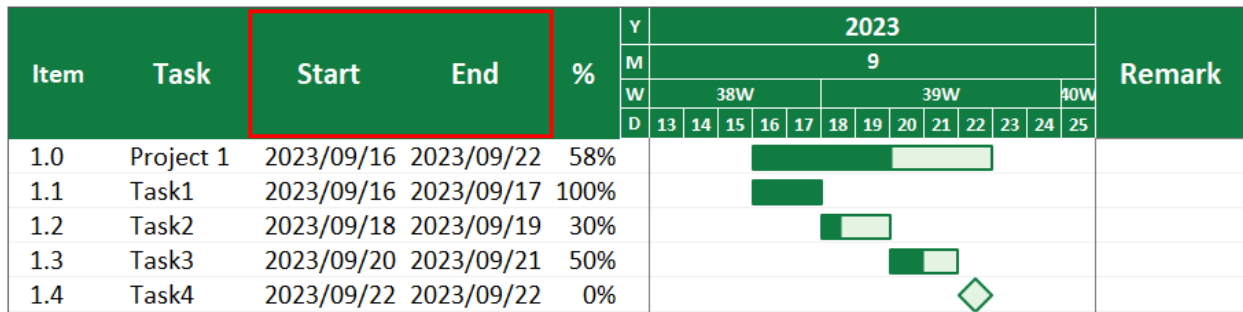 Item Task Start End % Y 2023 Remark
M 9
W 38W 39W 40W
D 13 14 15 16 17 18 19 20 21 22 23 24 25
1.0 Project 1 2023/09/16 2023/09/22 58%
1.1 Task1 2023/09/16 2023/09/17 100%
1.2 Task2 2023/09/18 2023/09/19 30%
1.3 Task3 2023/09/20 2023/09/21 50%
1.4 Task4 2023/09/22 2023/09/22 0%